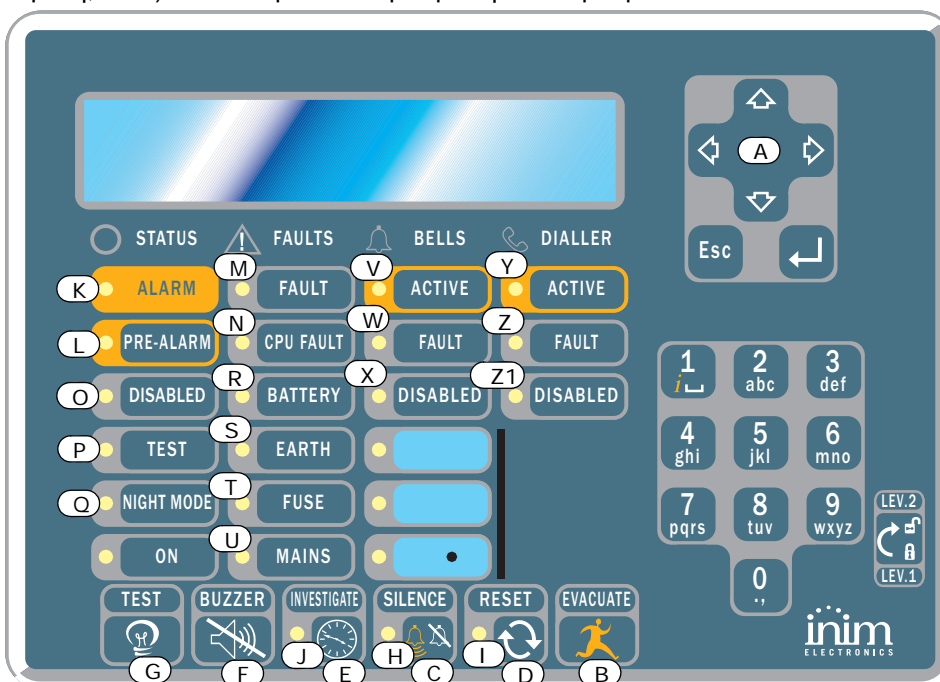 A
STATUS FAULTS BELLS DIALLER
Esc
M V Y
K ALARM FAULT ACTIVE ACTIVE
N W Z
L PRE-ALARM CPU FAULT FAULT FAULT
R X Z1
O DISABLED BATTERY DISABLED DISABLED
S
P TEST EARTH
T
Q NIGHT MODE FUSE
U
ON MAINS
1 2 3
i abc def
4 5 6
ghi jkl mno
7 8 9
pqrs tuv wxyz
0
.,
LEV.2
LEV.1
TEST BUZZER INVESTIGATE SILENCE RESET EVACUATE
J H I
G F E C D B
inim
ELECTRONICS